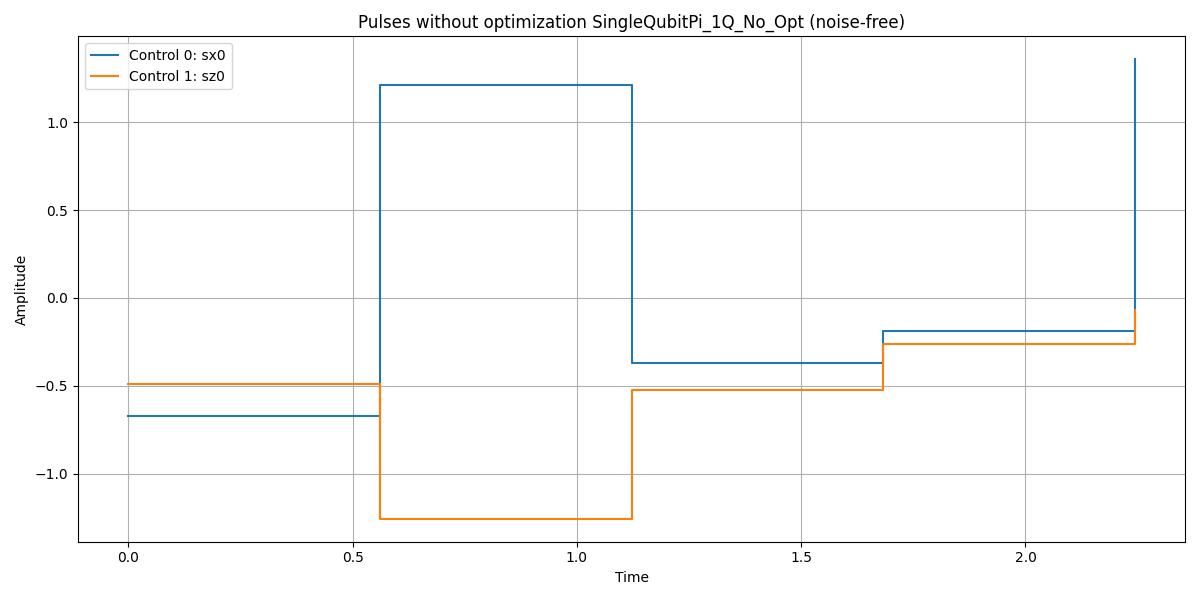 Pulses without optimization SingleQubitPi_1Q_No_Opt (noise-free)
Control 0: sx0
Control 1: sz0
Amplitude
1.0
0.5
0.0
−0.5
−1.0
0.0 0.5 1.0 1.5 2.0
Time